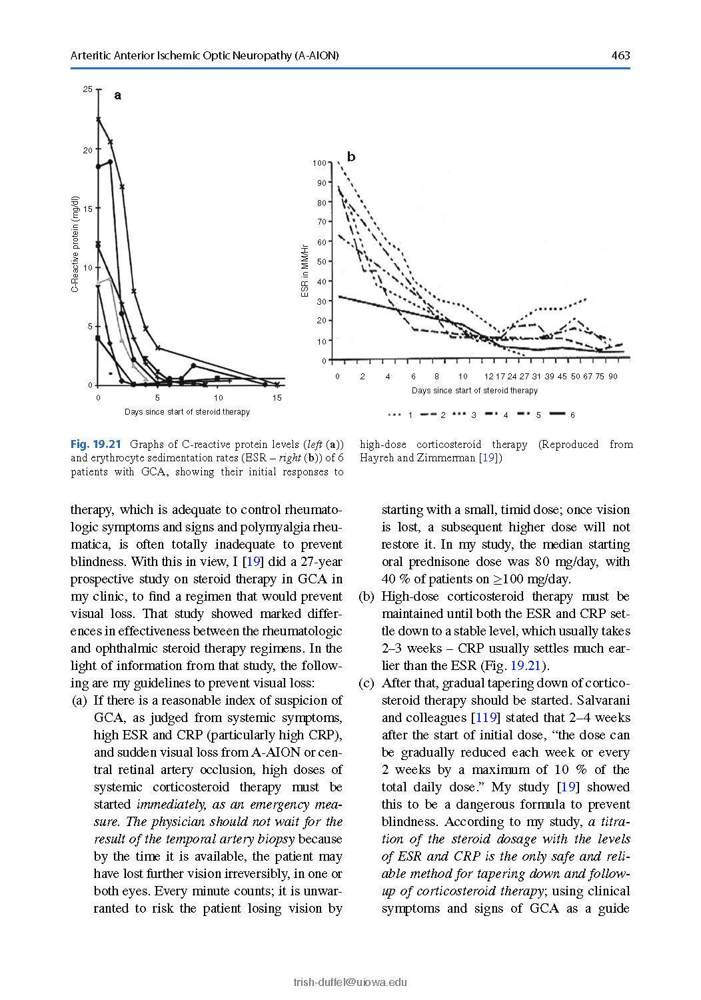 Arteritic Anterior Ischemic Optic Neuropathy (A-AION)
463
a
25
20
15
10
5
0
C-Reactive protein (mg/dl)
0 5 10 15
Days since start of steroid therapy
b
100
90
80
70
60
50
40
30
20
10
0
ESR in MM/Hr
0 2 4 6 8 10 12 17 24 27 31 39 45 50 67 75 90
Days since start of steroid therapy
1 2 3 4 5 6
Fig. 19.21 Graphs of C-reactive protein levels (left (a))
and erythrocyte sedimentation rates (ESR – right (b)) of 6
patients with GCA, showing their initial responses to
high-dose corticosteroid therapy (Reproduced from
Hayreh and Zimmerman [19])
therapy, which is adequate to control rheumato-
logic symptoms and signs and polymyalgia rheu-
matica, is often totally inadequate to prevent
blindness. With this in view, I [19] did a 27-year
prospective study on steroid therapy in GCA in
my clinic, to find a regimen that would prevent
visual loss. That study showed marked differ-
ences in effectiveness between the rheumatologic
and ophthalmic steroid therapy regimens. In the
light of information from that study, the follow-
ing are my guidelines to prevent visual loss:
(a) If there is a reasonable index of suspicion of
GCA, as judged from systemic symptoms,
high ESR and CRP (particularly high CRP),
and sudden visual loss from A-AION or cen-
tral retinal artery occlusion, high doses of
systemic corticosteroid therapy must be
started immediately, as an emergency mea-
sure. The physician should not wait for the
result of the temporal artery biopsy because
by the time it is available, the patient may
have lost further vision irreversibly, in one or
both eyes. Every minute counts; it is unwar-
ranted to risk the patient losing vision by
starting with a small, timid dose; once vision
is lost, a subsequent higher dose will not
restore it. In my study, the median starting
oral prednisone dose was 80 mg/day, with
40 % of patients on ≥100 mg/day.
(b) High-dose corticosteroid therapy must be
maintained until both the ESR and CRP set-
tle down to a stable level, which usually takes
2–3 weeks – CRP usually settles much ear-
lier than the ESR (Fig. 19.21).
(c) After that, gradual tapering down of cortico-
steroid therapy should be started. Salvarani
and colleagues [119] stated that 2–4 weeks
after the start of initial dose, “the dose can
be gradually reduced each week or every
2 weeks by a maximum of 10 % of the
total daily dose.” My study [19] showed
this to be a dangerous formula to prevent
blindness. According to my study, a titra-
tion of the steroid dosage with the levels
of ESR and CRP is the only safe and reli-
able method for tapering down and follow-
up of corticosteroid therapy; using clinical
symptoms and signs of GCA as a guide
trish-duffel@uiowa.edu